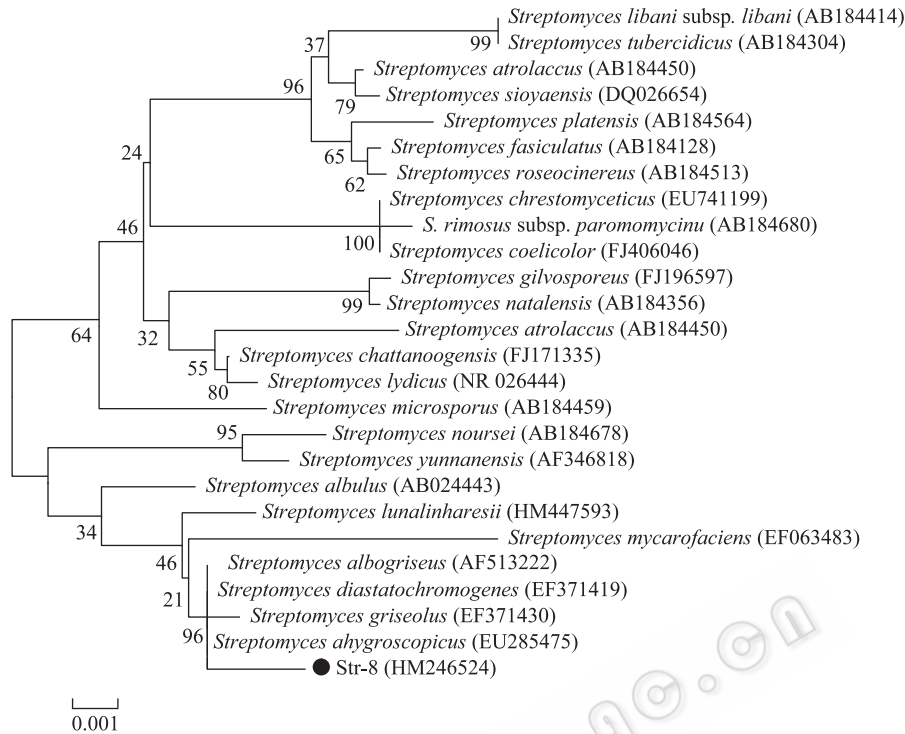 Streptomyces libani subsp. libani (AB184414)
37
99
Streptomyces tubercidicus (AB184304)
Streptomyces atrolaccus (AB184450)
96
79
Streptomyces sioyaensis (DQ026654)
Streptomyces platensis (AB184564)
24
65
Streptomyces fasiculatus (AB184128)
62
Streptomyces roseocinereus (AB184513)
Streptomyces chrestomyceticus (EU741199)
46
S. rimosus subsp. paromomycinu (AB184680)
100
Streptomyces coelicolor (FJ406046)
Streptomyces gilvosporeus (FJ196597)
99
Streptomyces natalensis (AB184356)
64
32
Streptomyces atrolaccus (AB184450)
55
Streptomyces chattanoogensis (FJ171335)
80
Streptomyces lydicus (NR 026444)
Streptomyces microsporus (AB184459)
95
Streptomyces noursei (AB184678)
Streptomyces yunnanensis (AF346818)
Streptomyces albulus (AB024443)
34
Streptomyces lunalinharesii (HM447593)
Streptomyces mycarofaciens (EF063483)
46
Streptomyces albogriseus (AF513222)
Streptomyces diastatochromogenes (EF371419)
21
Streptomyces griseolus (EF371430)
96
Streptomyces ahygroscopicus (EU285475)
Str-8 (HM246524)
0.001
nc.cn